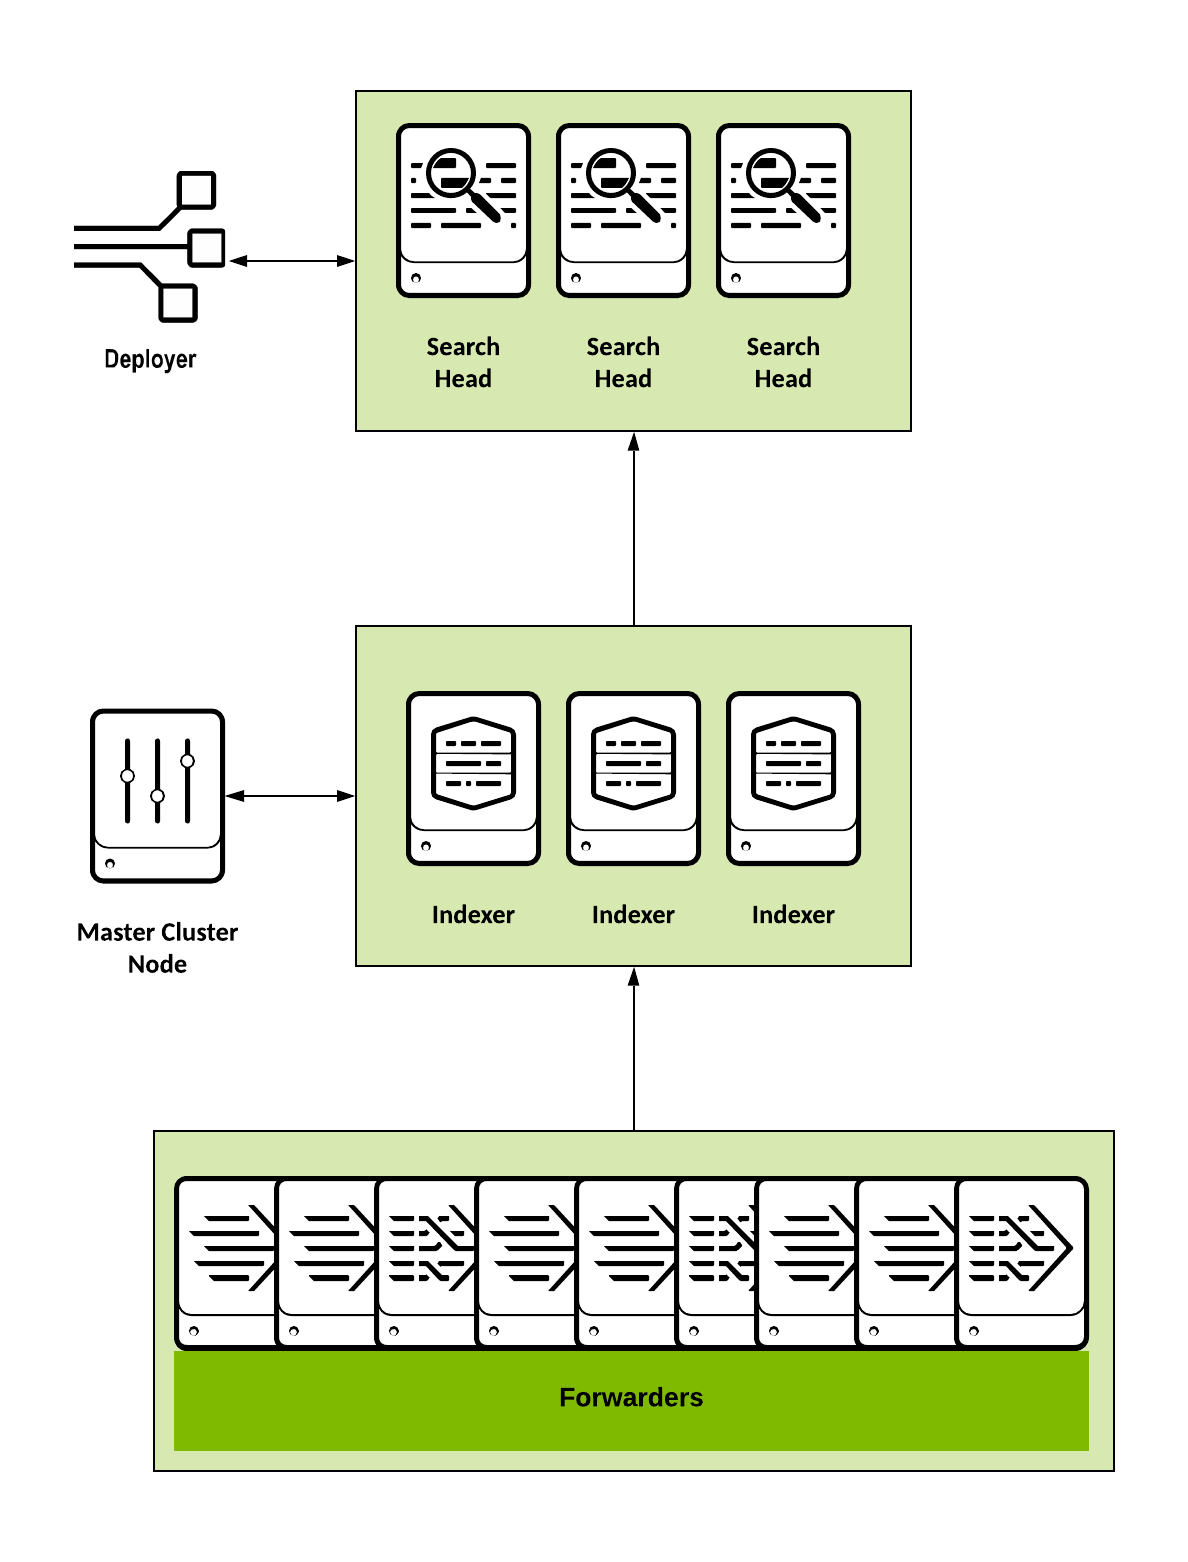 Deployer
Search Search Search
Head Head Head
Master Cluster
Node
Indexer Indexer Indexer
Forwarders